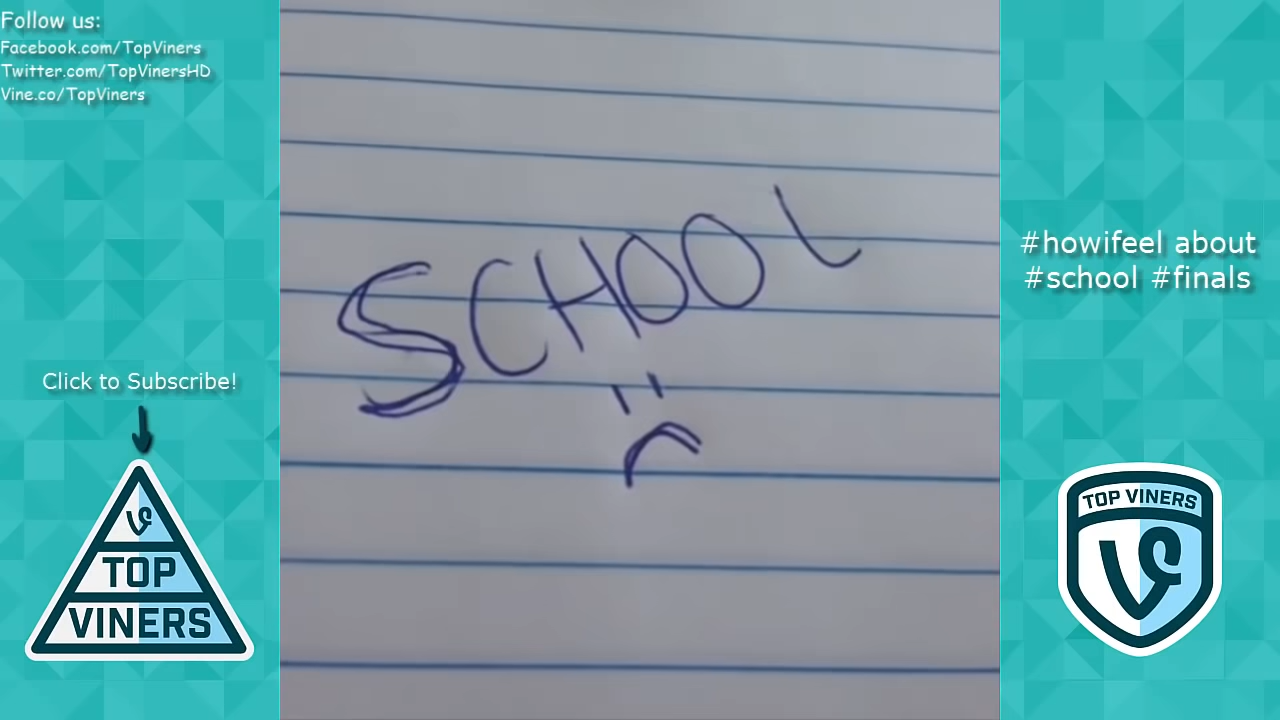 Follow us:
Facebook.com/TopViners
Twitter.com/TopVinersHD
Vine.co/TopViners
SCHOOL
#howifeel about
#school #finals
Click to Subscribe!
TOP
VINERS
TOP VINERS